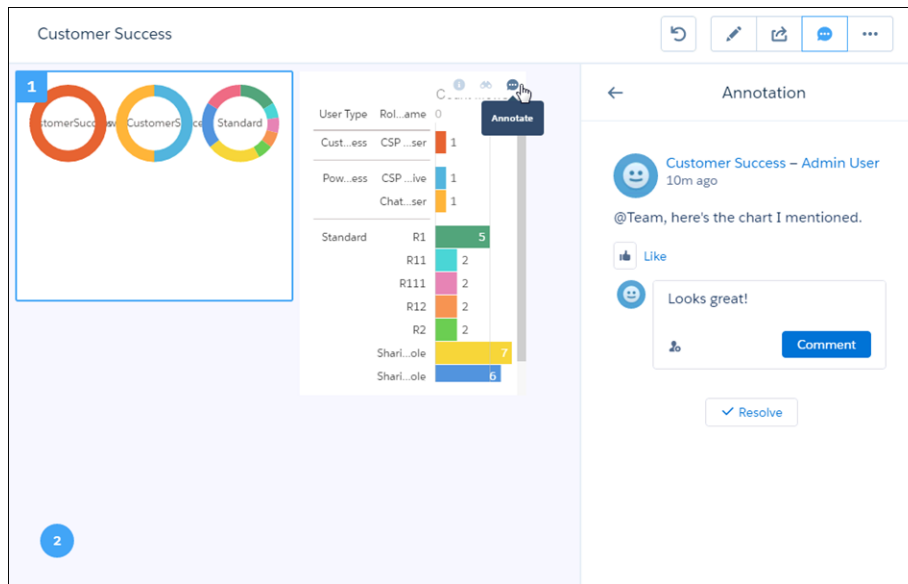 Customer Success
1
CustomerSuccess
Standard
Count
User Type Rol...ame 0
Annotate
Cust...ess CSP ...ser 1
Pow...ess CSP ...ive 1
Chat...ser 1
Standard R1 5
R11 2
R111 2
R12 2
R2 2
Shari...ole 7
Shari...ole 6
2
Annotation
Customer Success – Admin User
10m ago
@Team, here's the chart I mentioned.
Like
Looks great!
Comment
Resolve